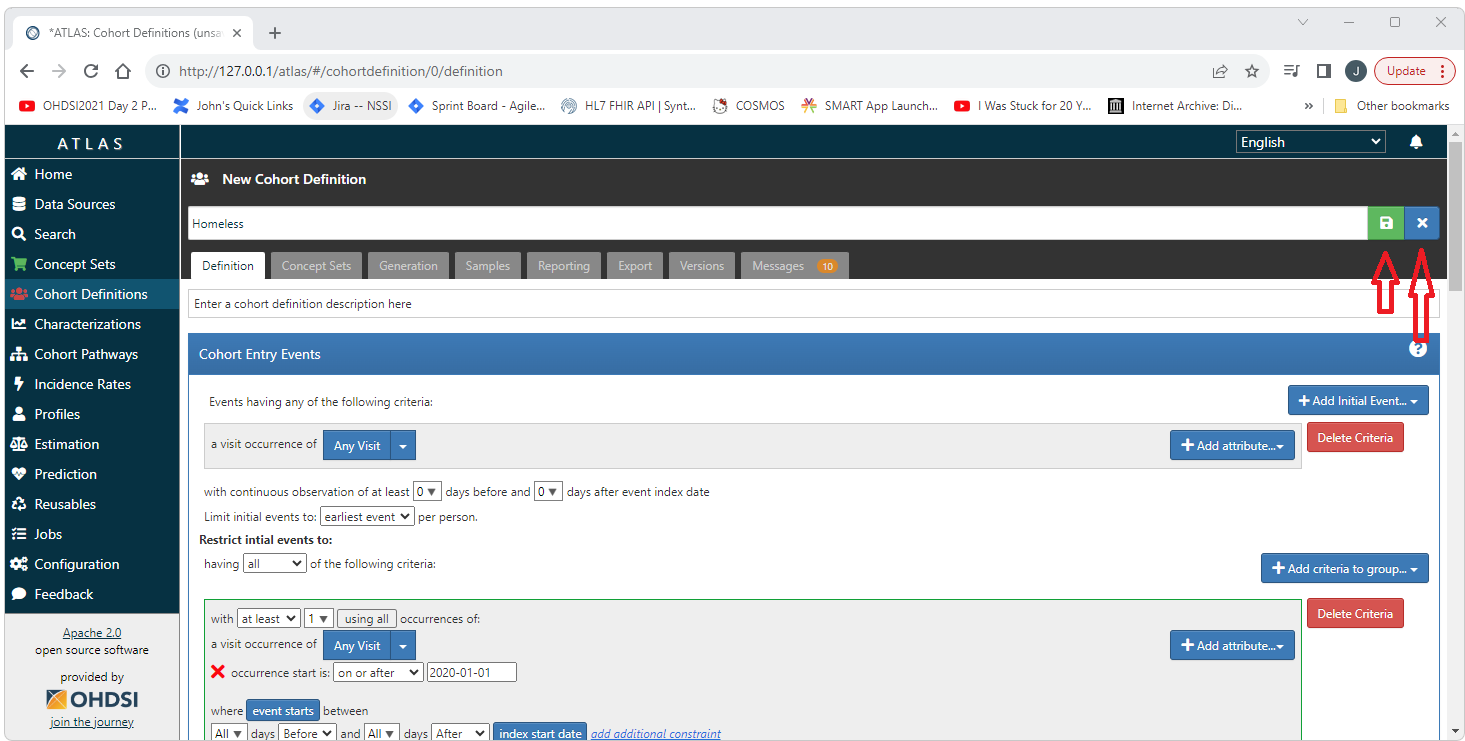 *ATLAS: Cohort Definitions (unsa
http://127.0.0.1/atlas/#/cohortdefinition/0/definition
J
Update
OHDSI2021 Day 2 P...
John's Quick Links
Jira -- NSSI
Sprint Board - Agile...
HL7 FHIR API | Synt...
COSMOS
SMART App Launch...
I Was Stuck for 20 Y...
Internet Archive: Di...
»
Other bookmarks
ATLAS
English
Home
Data Sources
Search
Concept Sets
Cohort Definitions
Characterizations
Cohort Pathways
Incidence Rates
Profiles
Estimation
Prediction
Reusables
Jobs
Configuration
Feedback
Apache 2.0
open source software
provided by
OHDSI
join the journey
New Cohort Definition
Homeless
Definition
Concept Sets
Generation
Samples
Reporting
Export
Versions
Messages 10
Enter a cohort definition description here
Cohort Entry Events
?
Events having any of the following criteria:
+ Add Initial Event...
a visit occurrence of Any Visit
+ Add attribute...
Delete Criteria
with continuous observation of at least 0 days before and 0 days after event index date
Limit initial events to: earliest event per person.
Restrict intial events to:
having all of the following criteria:
+ Add criteria to group...
with at least 1 using all occurrences of:
Delete Criteria
a visit occurrence of Any Visit
+ Add attribute...
occurrence start is: on or after 2020-01-01
where event starts between
All days Before and All days After index start date add additional constraint